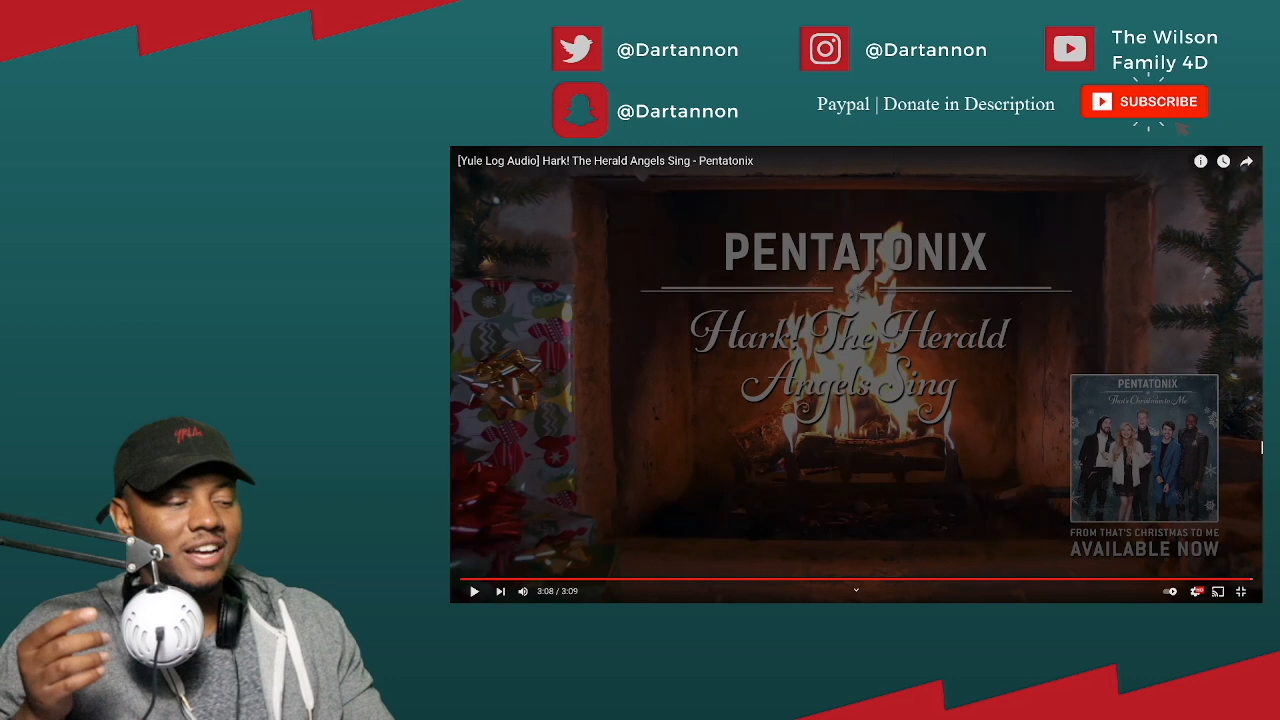 @Dartannon
@Dartannon
The Wilson
Family 4D
@Dartannon
Paypal | Donate in Description
SUBSCRIBE
[Yule Log Audio] Hark! The Herald Angels Sing - Pentatonix
PENTATONIX
Hark! The Herald
Angels Sing
PENTATONIX
That's Christmas to Me
FROM THAT'S CHRISTMAS TO ME
AVAILABLE NOW
3:08 / 3:09